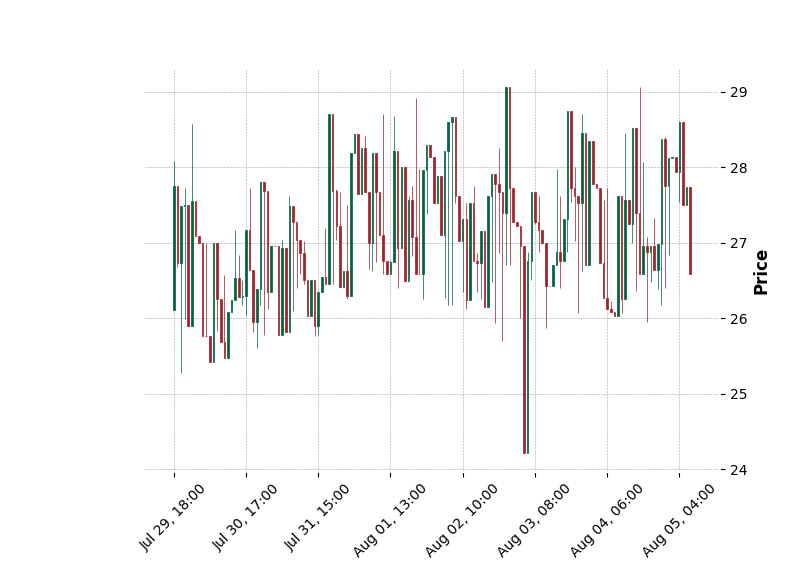 29
28
27
26
25
24
Price
Jul 29, 18:00
Jul 30, 17:00
Jul 31, 15:00
Aug 01, 13:00
Aug 02, 10:00
Aug 03, 08:00
Aug 04, 06:00
Aug 05, 04:00